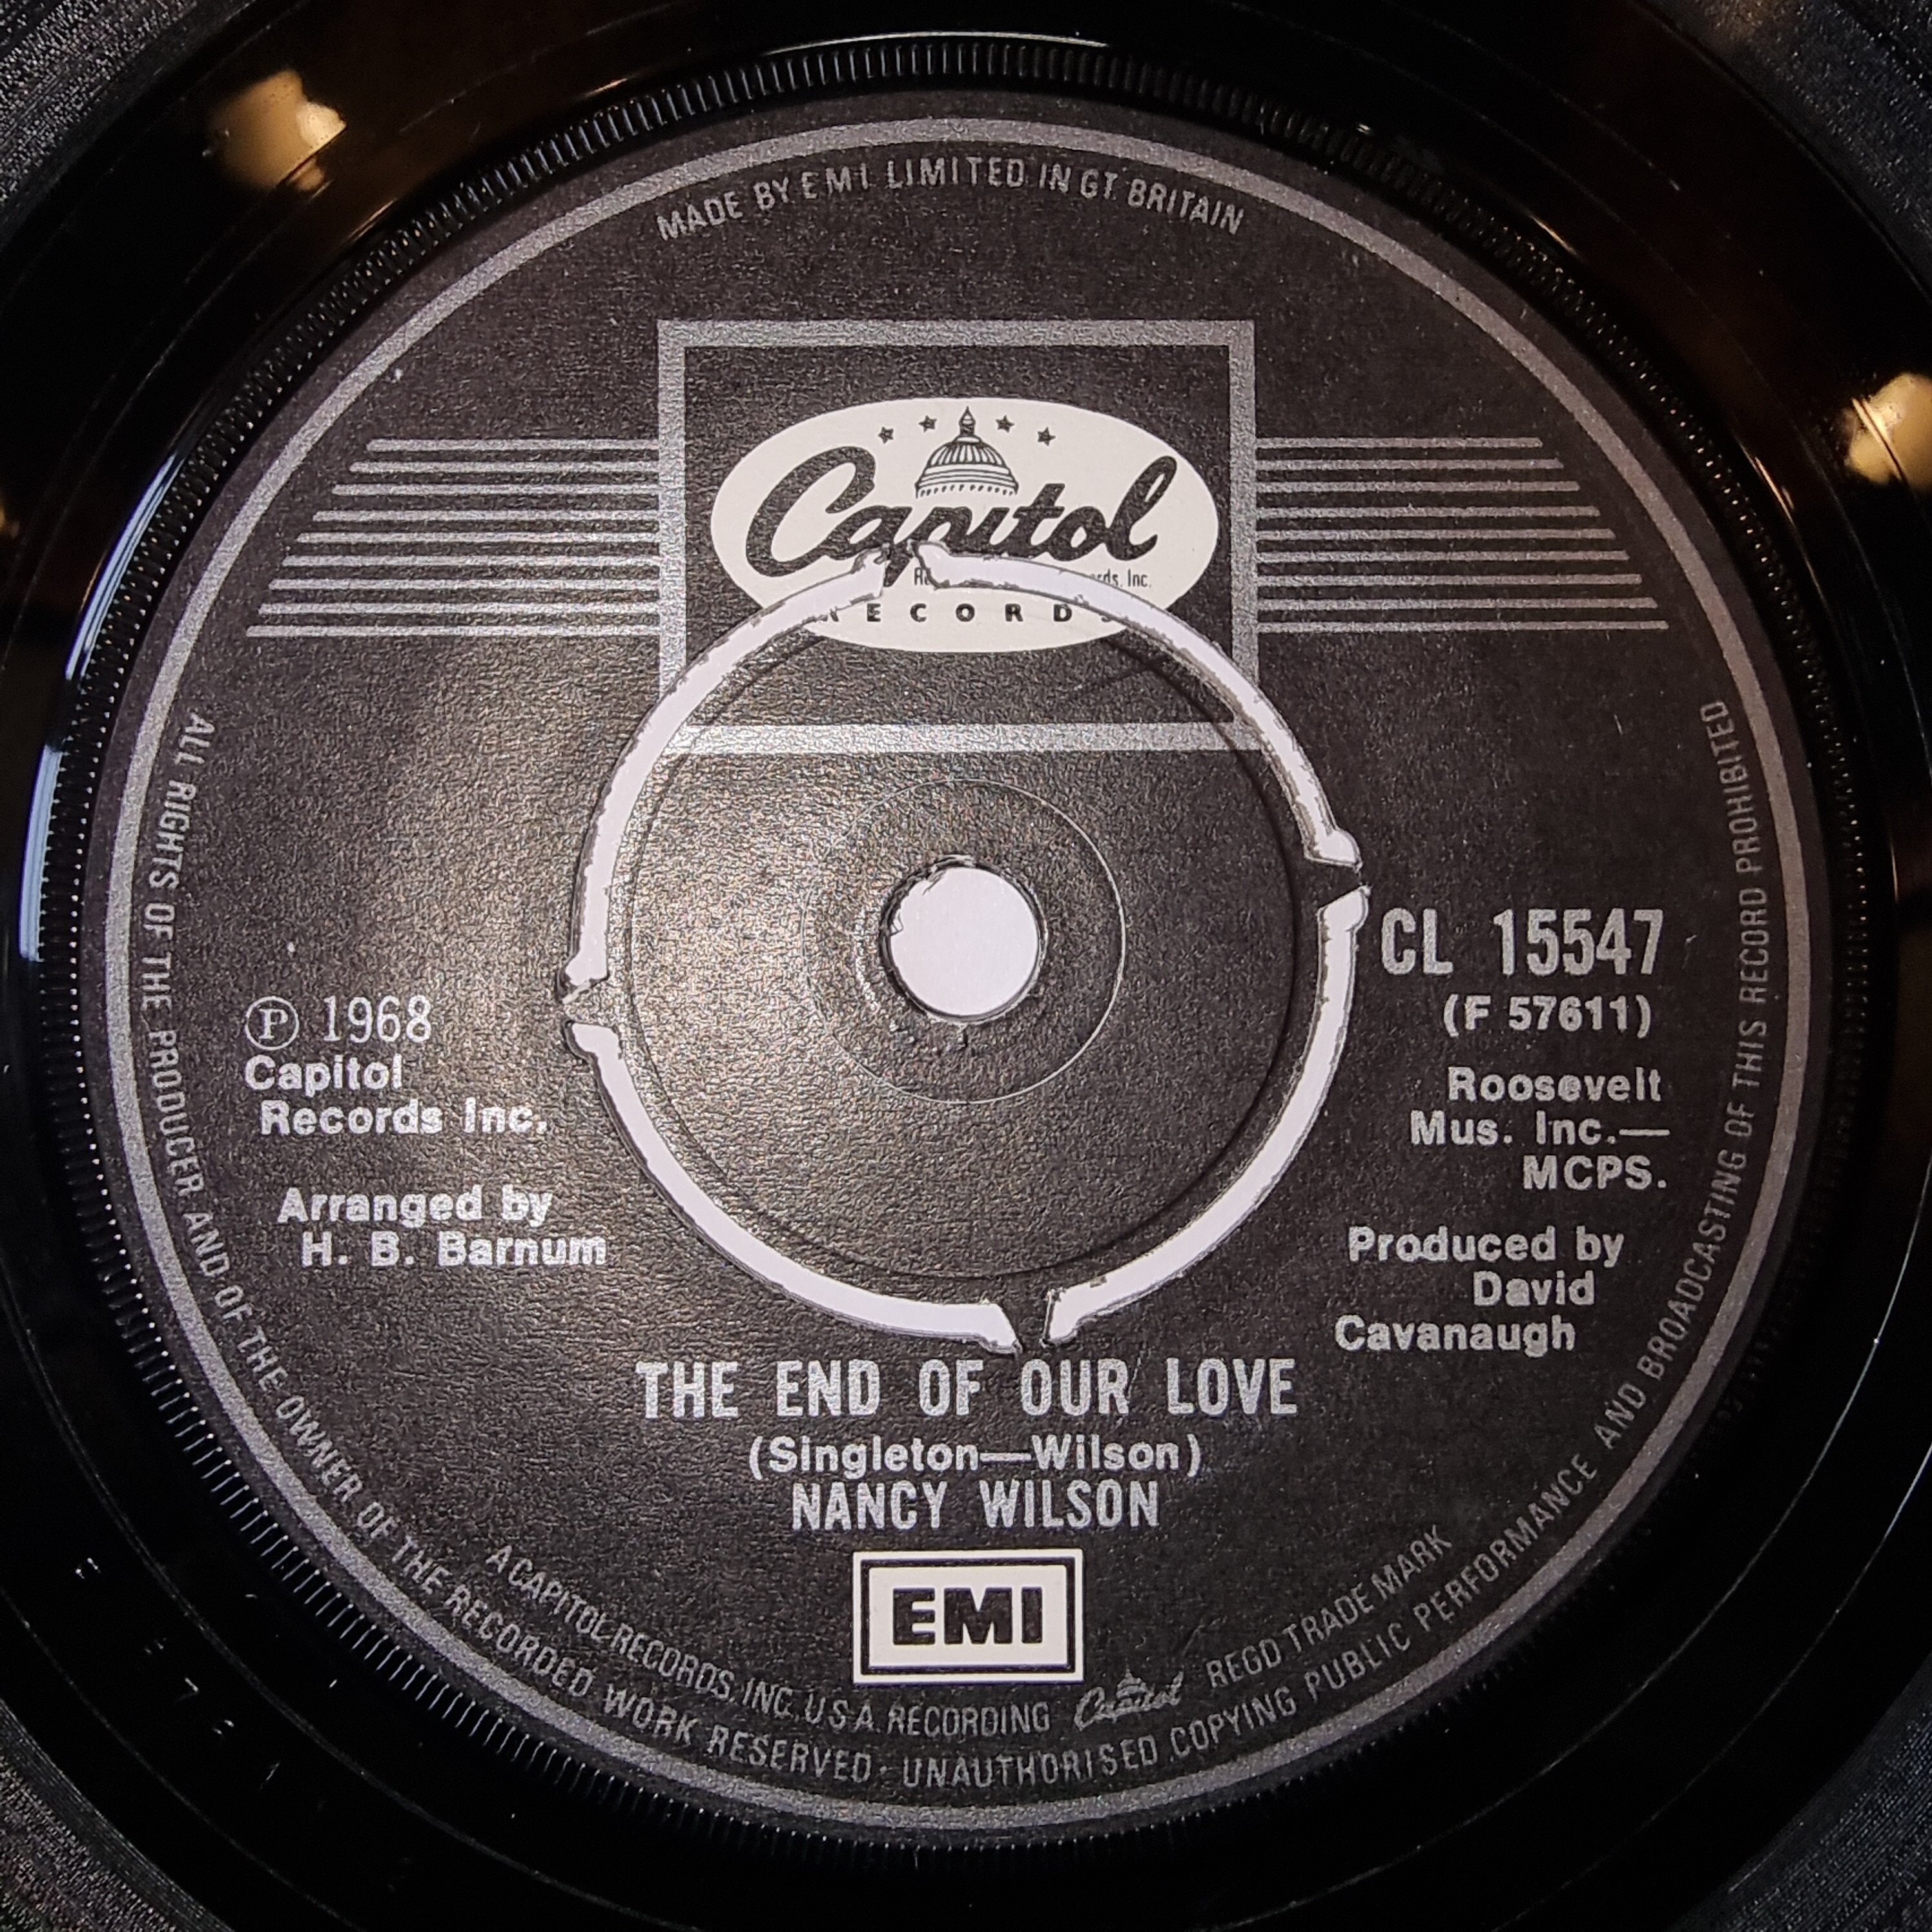 MADE BY E M I LIMITED IN GT BRITAIN
Capitol
RECORDS
CL 15547
(F 57611)
Roosevelt
Mus. Inc.—
MCPS.
Produced by
David
Cavanaugh
Ⓟ 1968
Capitol
Records Inc.
Arranged by
H. B. Barnum
THE END OF OUR LOVE
(Singleton—Wilson)
NANCY WILSON
EMI
A CAPITOL RECORDS, INC. U.S.A. RECORDING Capitol REGD TRADE MARK
ALL RIGHTS OF THE PRODUCER AND OF THE OWNER OF THE RECORDED WORK RESERVED · UNAUTHORISED COPYING PUBLIC PERFORMANCE AND BROADCASTING OF THIS RECORD PROHIBITED